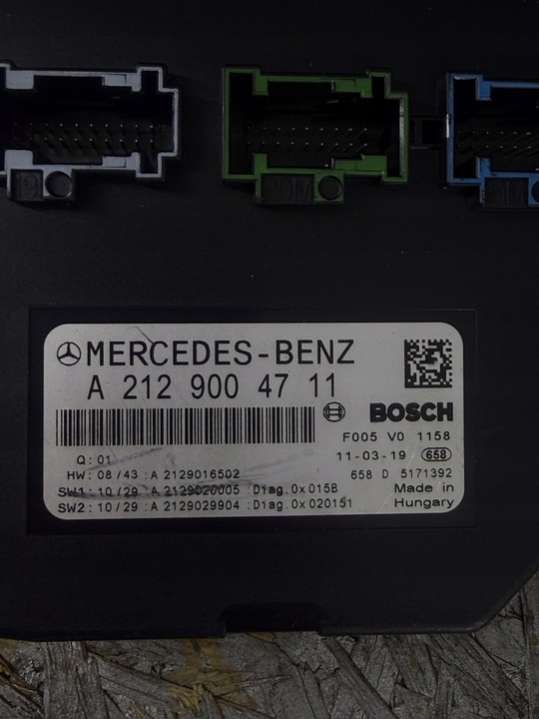 MERCEDES-BENZ
A 212 900 47 11
BOSCH
F005 V0 1158
Q: 01
11-03-19 658
HW: 08/43 :A 2129016502
658 D 5171392
SW1: 10/29 :A 2129020005 :Diag.0x015B
Made in
SW2: 10/29 :A 2129029904 :Diag.0x020151
Hungary